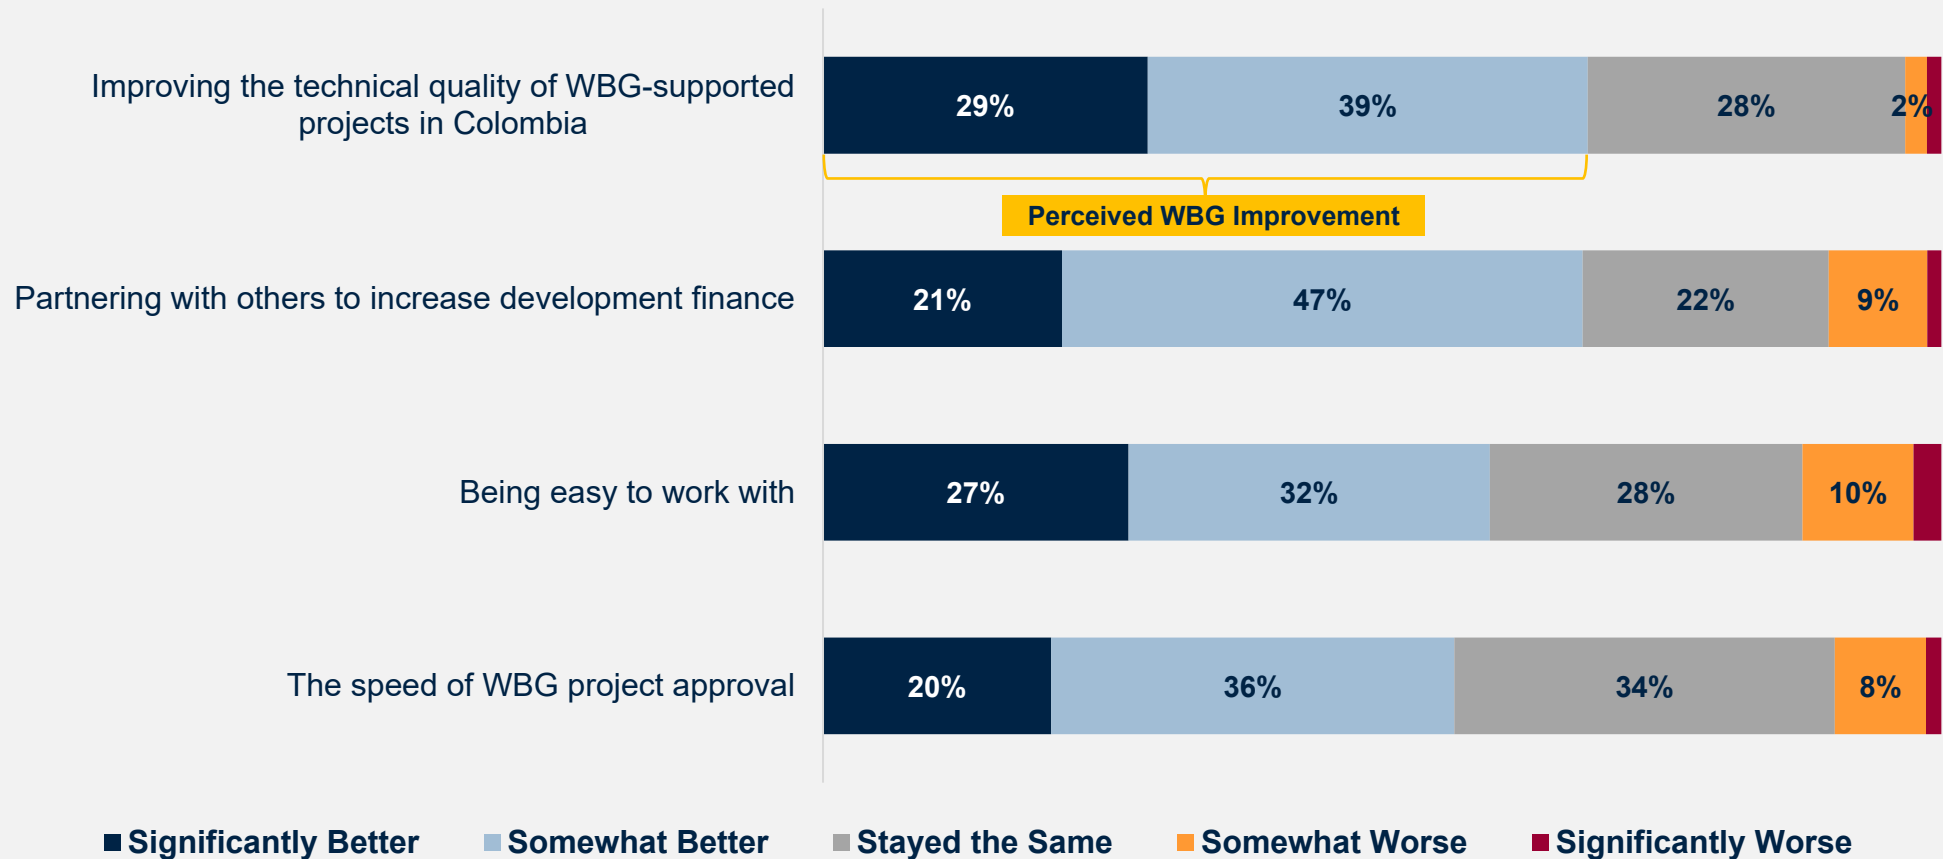 Improving the technical quality of WBG-supported
projects in Colombia
29%
39%
28%
2%
Perceived WBG Improvement
Partnering with others to increase development finance
21%
47%
22%
9%
Being easy to work with
27%
32%
28%
10%
The speed of WBG project approval
20%
36%
34%
8%
Significantly Better
Somewhat Better
Stayed the Same
Somewhat Worse
Significantly Worse